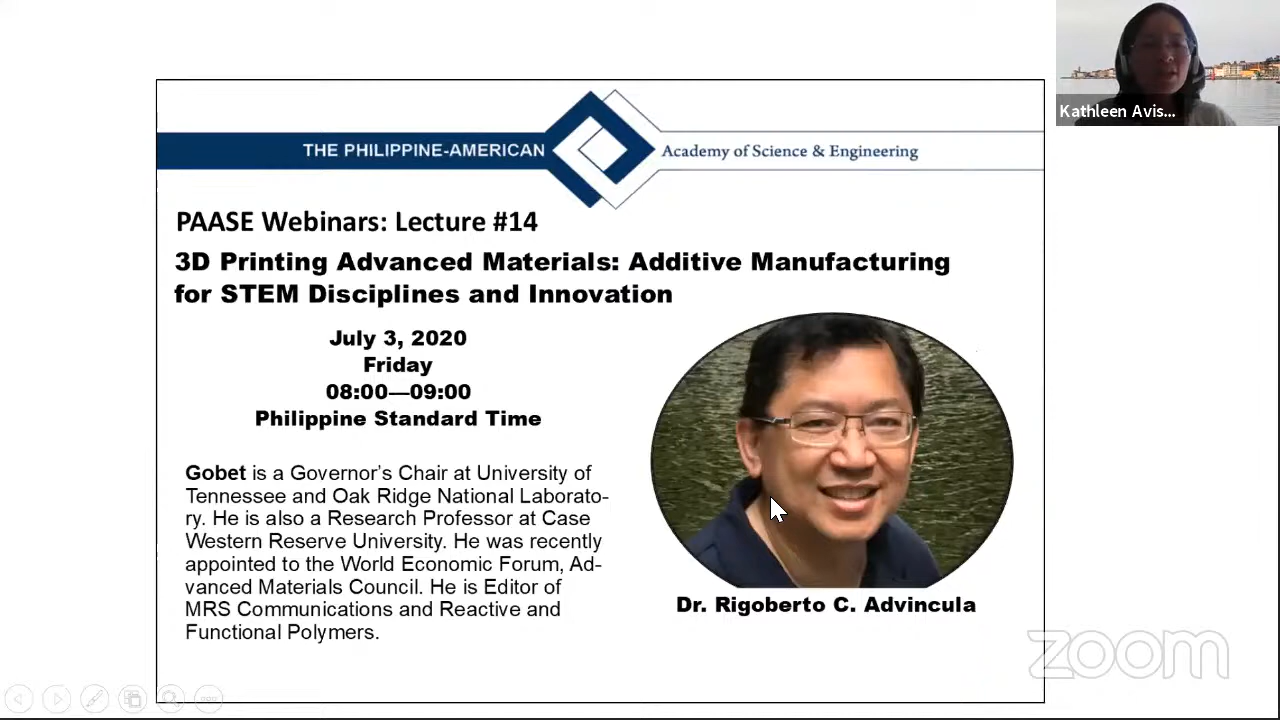 Kathleen Avis...
THE PHILIPPINE-AMERICAN
Academy of Science & Engineering
PAASE Webinars: Lecture #14
3D Printing Advanced Materials: Additive Manufacturing
for STEM Disciplines and Innovation
July 3, 2020
Friday
08:00—09:00
Philippine Standard Time
Gobet is a Governor's Chair at University of
Tennessee and Oak Ridge National Laborato-
ry. He is also a Research Professor at Case
Western Reserve University. He was recently
appointed to the World Economic Forum, Ad-
vanced Materials Council. He is Editor of
MRS Communications and Reactive and
Functional Polymers.
Dr. Rigoberto C. Advincula
zoom